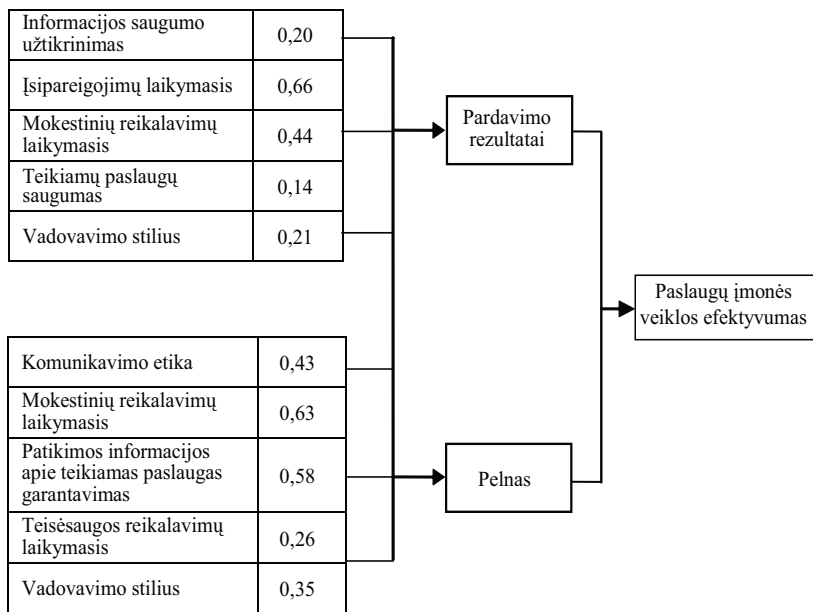 Informacijos saugumo
užtikrinimas
0,20
Įsipareigojimų laikymasis
0,66
Mokestinių reikalavimų
laikymasis
0,44
Teikiamų paslaugų
saugumas
0,14
Vadovavimo stilius
0,21
Pardavimo
rezultatai
Paslaugų įmonės
veiklos efektyvumas
Komunikavimo etika
0,43
Mokestinių reikalavimų
laikymasis
0,63
Patikimos informacijos
apie teikiamas paslaugas
garantavimas
0,58
Teisėsaugos reikalavimų
laikymasis
0,26
Vadovavimo stilius
0,35
Pelnas